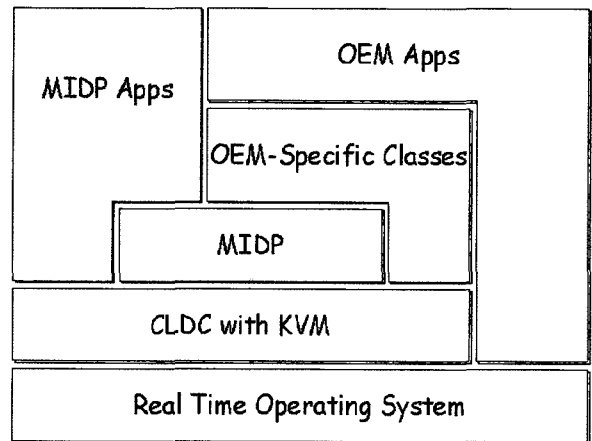 OEM Apps
MIDP Apps
OEM-Specific Classes
MIDP
CLDC with KVM
Real Time Operating System